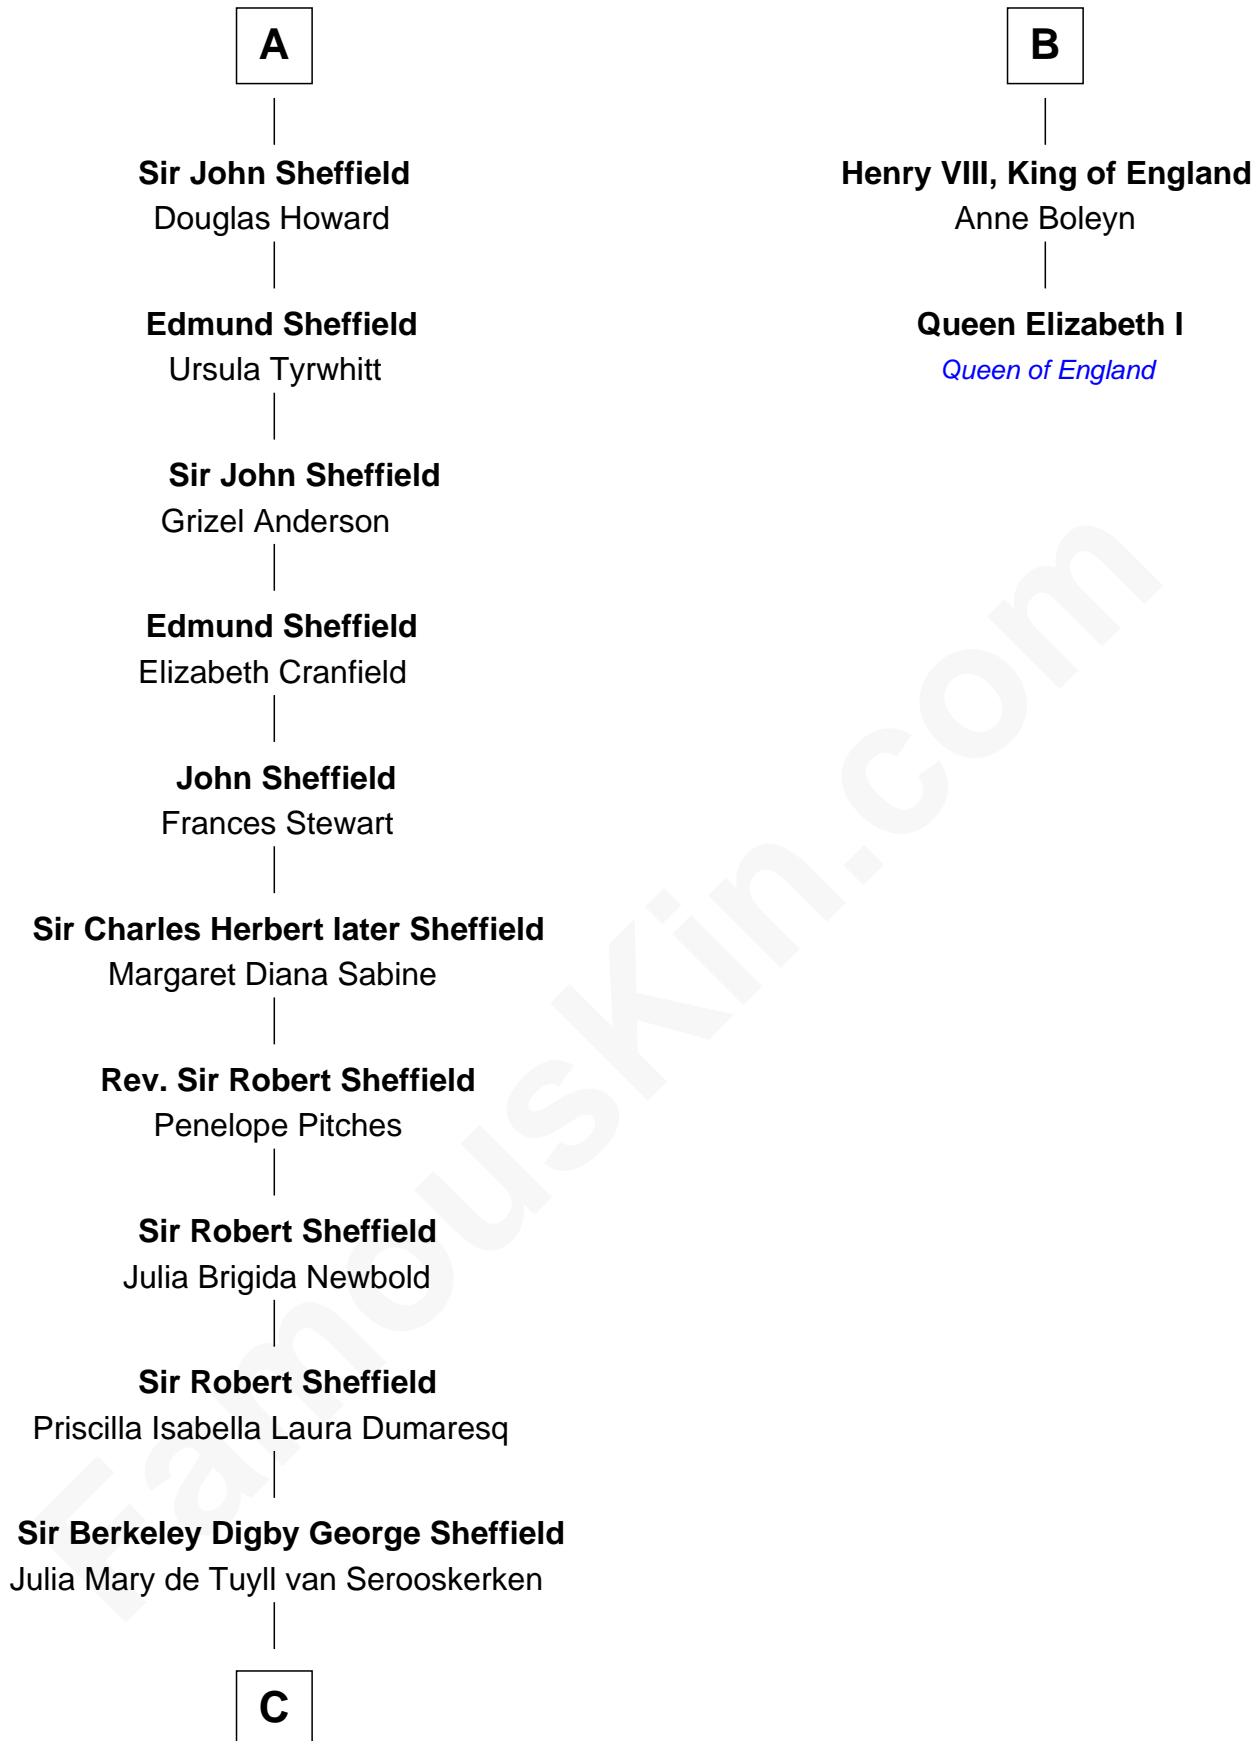 A
Sir John Sheffield
Douglas Howard
Edmund Sheffield
Ursula Tyrwhitt
Sir John Sheffield
Grizel Anderson
Edmund Sheffield
Elizabeth Cranfield
John Sheffield
Frances Stewart
Sir Charles Herbert later Sheffield
Margaret Diana Sabine
Rev. Sir Robert Sheffield
Penelope Pitches
Sir Robert Sheffield
Julia Brigida Newbold
Sir Robert Sheffield
Priscilla Isabella Laura Dumaresq
Sir Berkeley Digby George Sheffield
Julia Mary de Tuyll van Serooskerken
C
B
Henry VIII, King of England
Anne Boleyn
Queen Elizabeth I
Queen of England
FamousKin.com